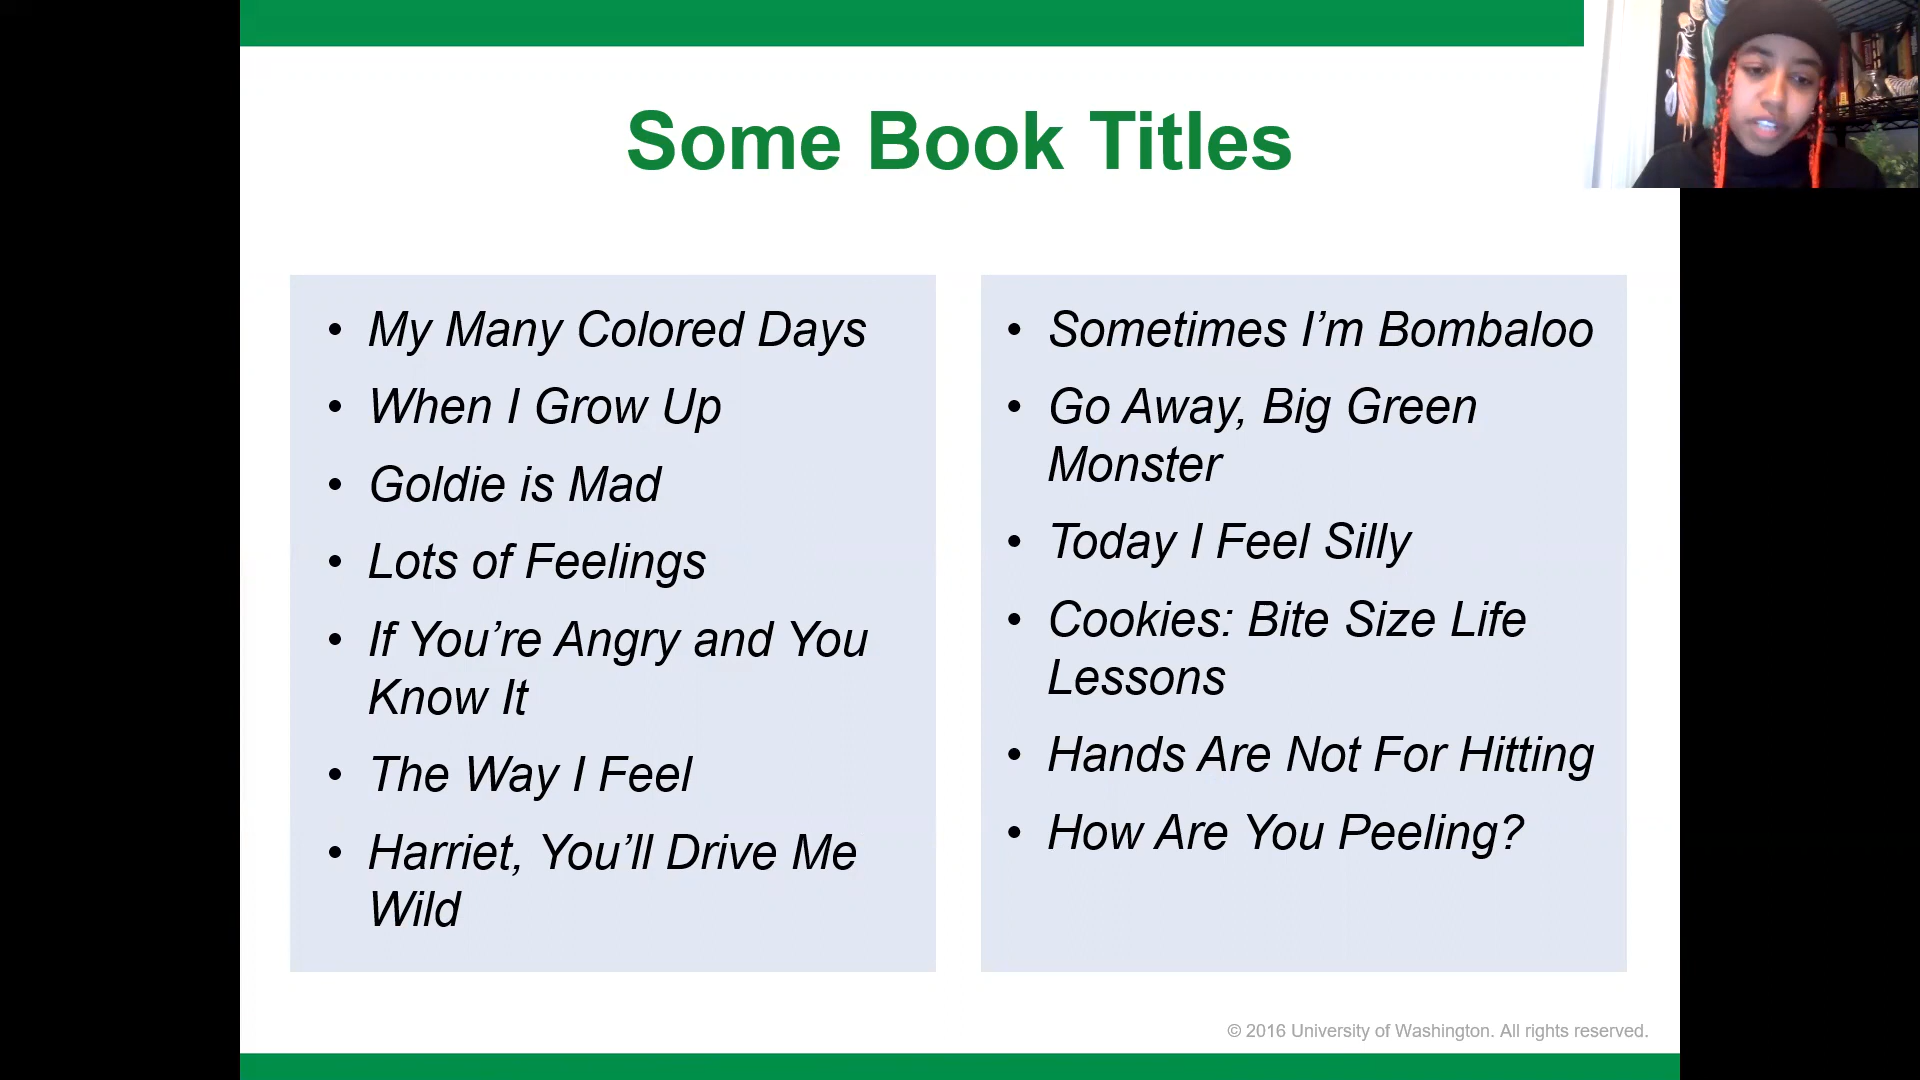 Some Book Titles
• My Many Colored Days
• When I Grow Up
• Goldie is Mad
• Lots of Feelings
• If You’re Angry and You
Know It
• The Way I Feel
• Harriet, You’ll Drive Me
Wild
• Sometimes I’m Bombaloo
• Go Away, Big Green
Monster
• Today I Feel Silly
• Cookies: Bite Size Life
Lessons
• Hands Are Not For Hitting
• How Are You Peeling?
© 2016 University of Washington. All rights reserved.